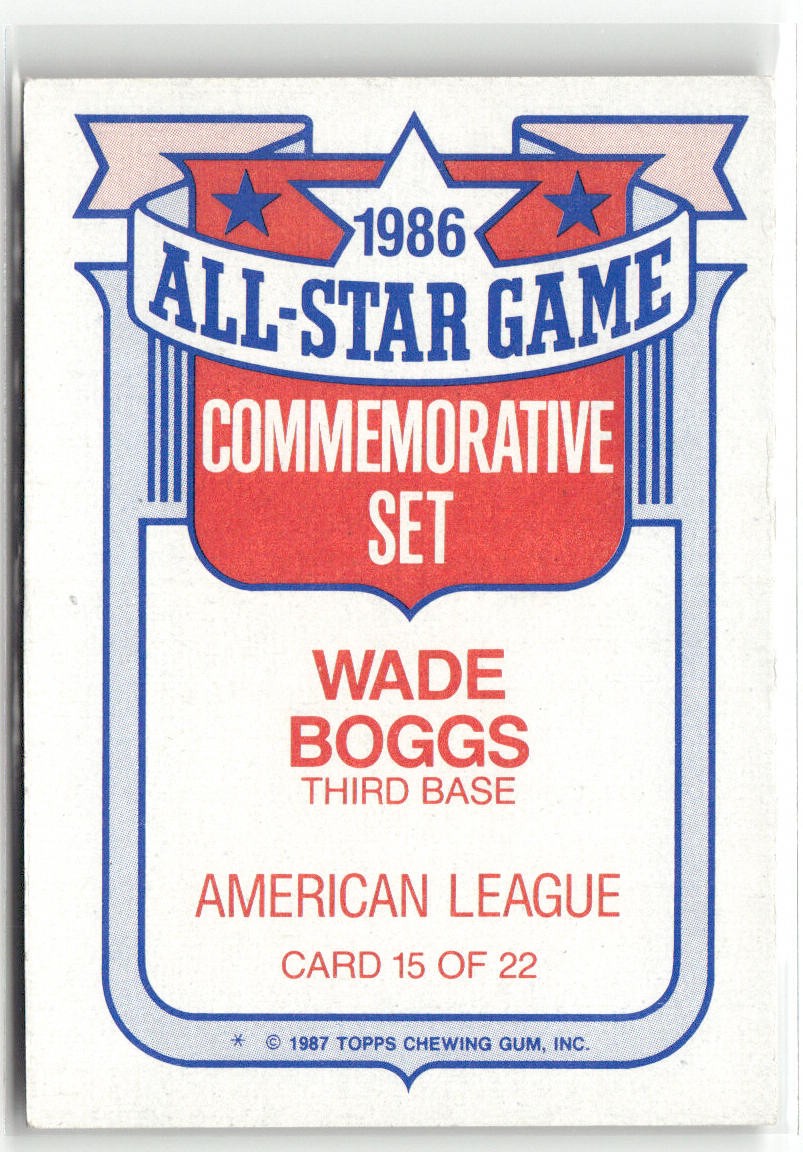 1986
ALL-STAR GAME
COMMEMORATIVE
SET
WADE
BOGGS
THIRD BASE
AMERICAN LEAGUE
CARD 15 OF 22
* © 1987 TOPPS CHEWING GUM, INC.